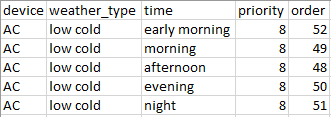 device weather_type time priority order
AC low cold early morning 8 52
AC low cold morning 8 49
AC low cold afternoon 8 48
AC low cold evening 8 50
AC low cold night 8 51